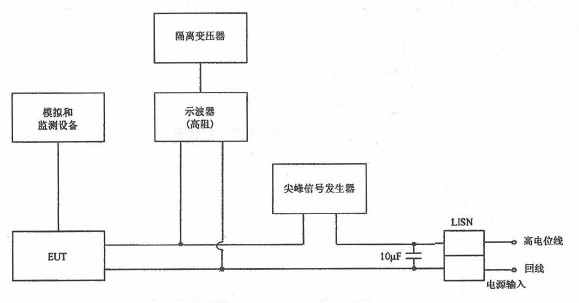 隔离变压器
模拟和
监测设备
示波器
(高阻)
尖峰信号发生器
LISN
高电位线
EUT
10μF
回线
电源输入